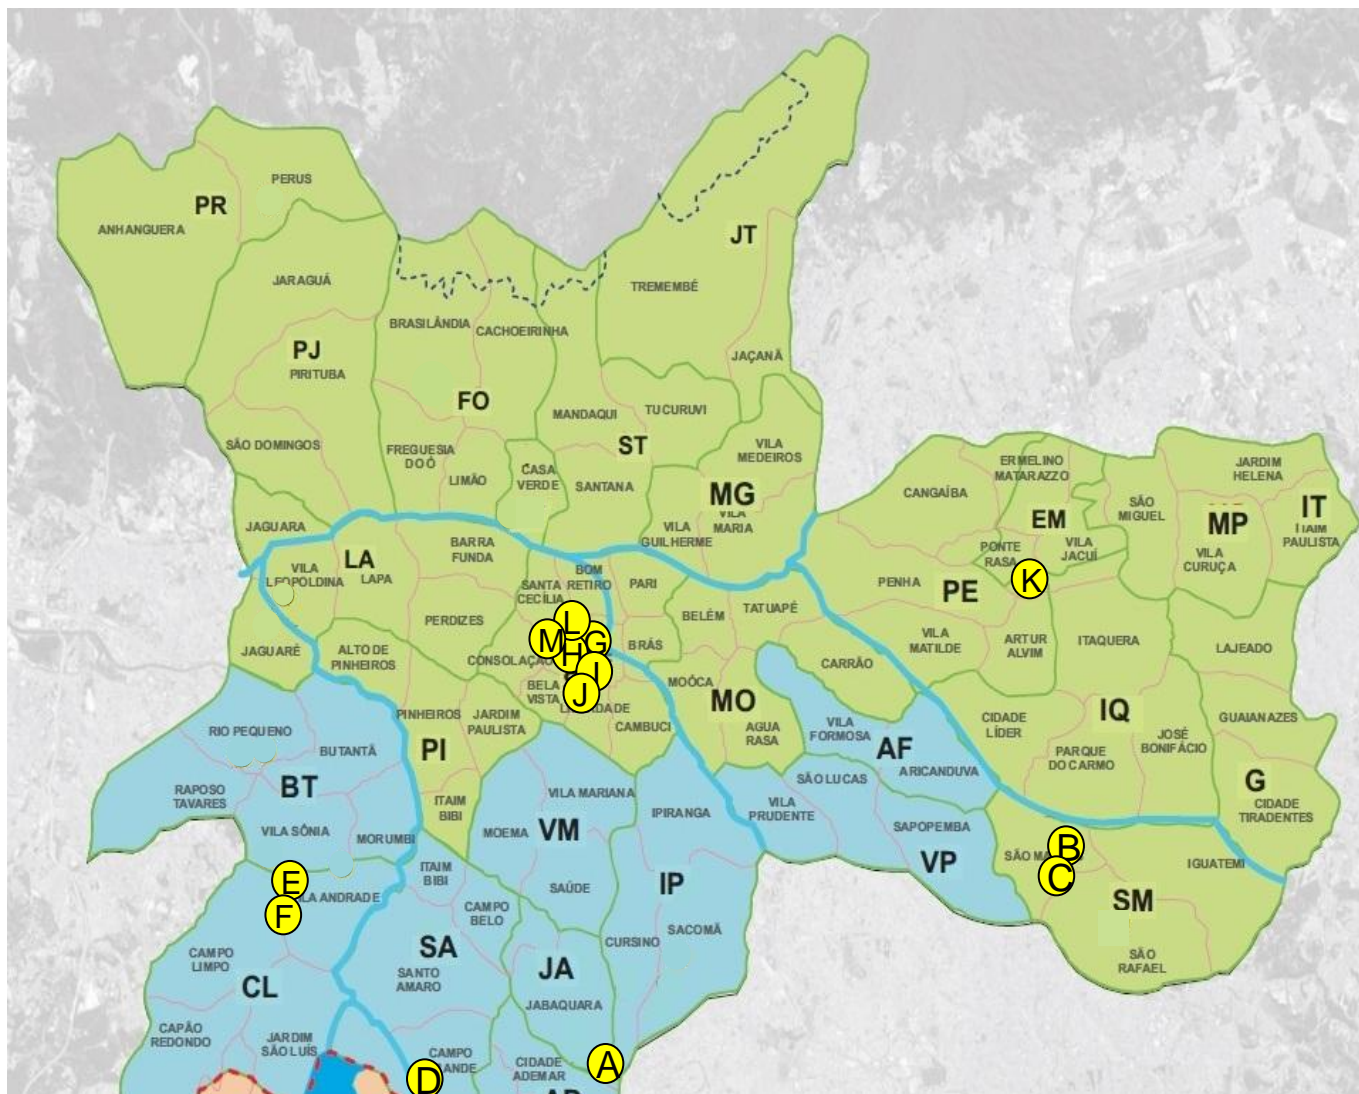 PERUS
PR
ANHANGUERA
JT
JARAGUÁ
TREMEMBÉ
BRASILÂNDIA
CACHOEIRINHA
PJ
PIRITUBA
JAÇANÃ
FO
MANDAQUI
TUCURUVI
SÃO DOMINGOS
FREGUESIA
DO Ó
ST
VILA
MEDEIROS
LIMÃO
CASA
VERDE
SANTANA
MG
VILA
MARIA
CANGAÍBA
ERMELINO
MATARAZZO
JARDIM
HELENA
SÃO
MIGUEL
IT
PAULISTA
MP
EM
JAGUARA
VILA
GUILHERME
BARRA
FUNDA
LA
LAPA
VILA
LEOPOLDINA
PONTE
RASA
VILA
JACUÍ
VILA
CURUÇA
BOM
RETIRO
SANTA
CECÍLIA
PARI
PENHA
PE
K
BELÉM
TATUAPÉ
PERDIZES
L
M
G
H
I
J
BRÁS
VILA
MATILDE
ARTUR
ALVIM
ITAQUERA
LAJEADO
JAGUARÉ
ALTO DE
PINHEIROS
CONSOLAÇÃO
CARRÃO
BELA
VISTA
MOÓCA
MO
PINHEIROS
JARDIM
PAULISTA
CAMBUCI
AGUA
RASA
VILA
FORMOSA
CIDADE
LÍDER
IQ
GUAIANAZES
RIO PEQUENO
BUTANTÃ
PI
AF
ARICANDUVA
PARQUE
DO CARMO
JOSÉ
BONIFÁCIO
BT
RAPOSO
TAVARES
ITAIM
BIBI
VILA MARIANA
IPIRANGA
SÃO LUCAS
VILA
PRUDENTE
G
CIDADE
TIRADENTES
VILA SÔNIA
MORUMBI
MOEMA
VM
SAPOPEMBA
B
VP
C
IGUATEMI
E
ITAIM
BIBI
SAÚDE
IP
SM
F
ANDRADE
CAMPO
BELO
CURSINO
SACOMÃ
CAMPO
LIMPO
SA
SANTO
AMARO
JA
SÃO
RAFAEL
CL
JABAQUARA
CAPÃO
REDONDO
JARDIM
SÃO LUÍS
CAMPO
D
CIDADE
ADEMAR
A